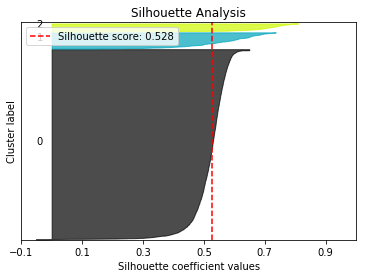 Silhouette Analysis
2
Silhouette score: 0.528
0
Cluster label
-0.1 0.1 0.3 0.5 0.7 0.9
Silhouette coefficient values